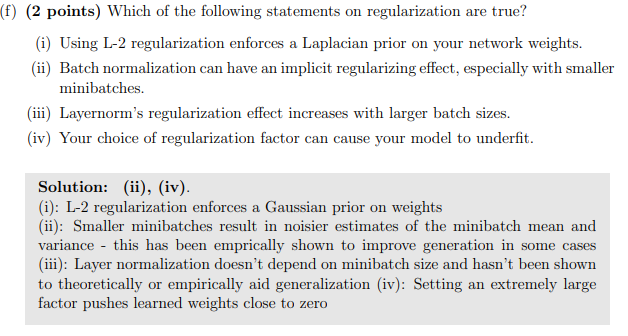 (f) (2 points) Which of the following statements on regularization are true?
(i) Using L-2 regularization enforces a Laplacian prior on your network weights.
(ii) Batch normalization can have an implicit regularizing effect, especially with smaller
minibatches.
(iii) Layernorm's regularization effect increases with larger batch sizes.
(iv) Your choice of regularization factor can cause your model to underfit.
Solution: (ii), (iv).
(i): L-2 regularization enforces a Gaussian prior on weights
(ii): Smaller minibatches result in noisier estimates of the minibatch mean and
variance - this has been emprically shown to improve generation in some cases
(iii): Layer normalization doesn't depend on minibatch size and hasn't been shown
to theoretically or empirically aid generalization (iv): Setting an extremely large
factor pushes learned weights close to zero